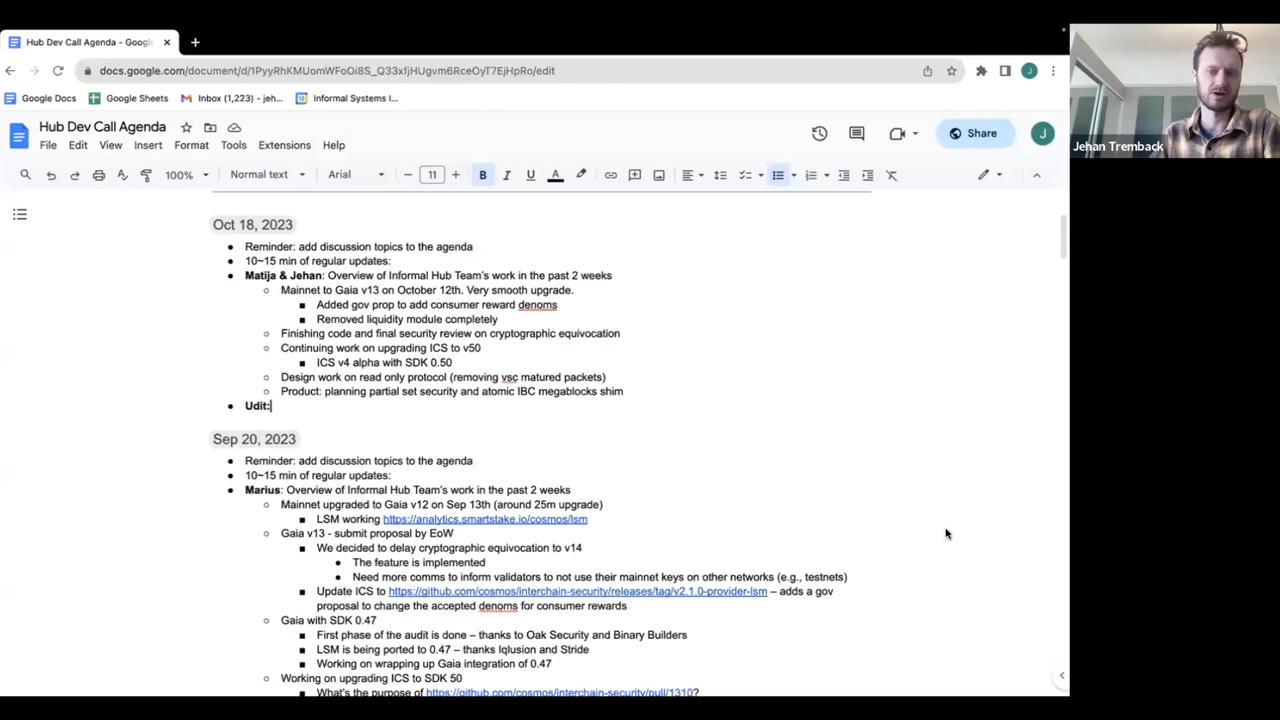 Hub Dev Call Agenda - Googl
docs.google.com/document/d/1PyyRhKMUomWFoOi8S_Q33xfjHUgvm6RceOyT7EjHpRo/edit
Google Docs Google Sheets Inbox (1,223) - jeh... Informal Systems I...
Hub Dev Call Agenda
File Edit View Insert Format Tools Extensions Help
Share
J
100% Normal text Arial 11 B I U A
Jehan Tremback
Oct 18, 2023
Reminder: add discussion topics to the agenda
10~15 min of regular updates:
Matija & Jehan: Overview of Informal Hub Team's work in the past 2 weeks
Mainnet to Gaia v13 on October 12th. Very smooth upgrade.
Added gov prop to add consumer reward denoms
Removed liquidity module completely
Finishing code and final security review on cryptographic equivocation
Continuing work on upgrading ICS to v50
ICS v4 alpha with SDK 0.50
Design work on read only protocol (removing vsc matured packets)
Product: planning partial set security and atomic IBC megablocks shim
Udit:
Sep 20, 2023
Reminder: add discussion topics to the agenda
10~15 min of regular updates:
Marius: Overview of Informal Hub Team's work in the past 2 weeks
Mainnet upgraded to Gaia v12 on Sep 13th (around 25m upgrade)
LSM working https://analytics.smartstake.io/cosmos/lsm
Gaia v13 - submit proposal by EoW
We decided to delay cryptographic equivocation to v14
The feature is implemented
Need more comms to inform validators to not use their mainnet keys on other networks (e.g., testnets)
Update ICS to https://github.com/cosmos/interchain-security/releases/tag/v2.1.0-provider-lsm – adds a gov
proposal to change the accepted denoms for consumer rewards
Gaia with SDK 0.47
First phase of the audit is done – thanks to Oak Security and Binary Builders
LSM is being ported to 0.47 – thanks Iqlusion and Stride
Working on wrapping up Gaia integration of 0.47
Working on upgrading ICS to SDK 50
What's the purpose of https://github.com/cosmos/interchain-security/pull/1310?